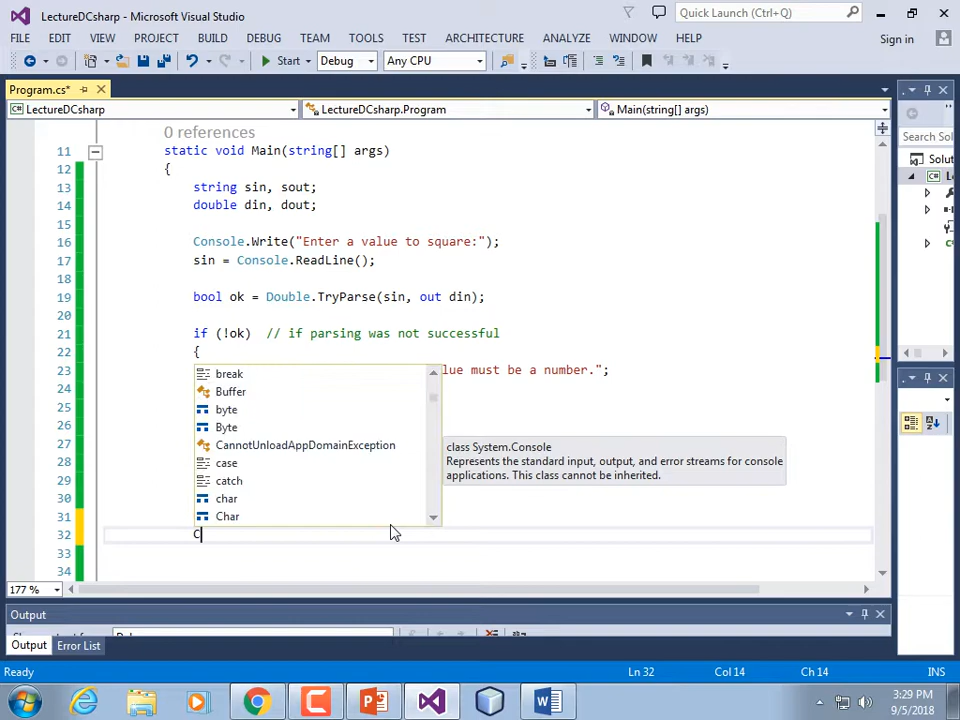 LectureDCsharp - Microsoft Visual Studio
Quick Launch (Ctrl+Q)
FILE EDIT VIEW PROJECT BUILD DEBUG TEAM TOOLS TEST ARCHITECTURE ANALYZE WINDOW HELP Sign in
Start Debug Any CPU
Program.cs*
LectureDCsharp LectureDCsharp.Program Main(string[] args)
Search Sol
Solut
0 references
11 static void Main(string[] args)
12 {
13 string sin, sout;
14 double din, dout;
15
16 Console.Write("Enter a value to square:");
17 sin = Console.ReadLine();
18
19 bool ok = Double.TryParse(sin, out din);
20
21 if (!ok) // if parsing was not successful
22 {
23 lue must be a number.";
24
25
26
27
28
29
30
31
32 C
33
34
break
Buffer
byte
Byte
CannotUnloadAppDomainException
case
catch
char
Char
class System.Console
Represents the standard input, output, and error streams for console
applications. This class cannot be inherited.
177 %
Output
Output Error List
Ready Ln 32 Col 14 Ch 14 INS
3:29 PM
9/5/2018